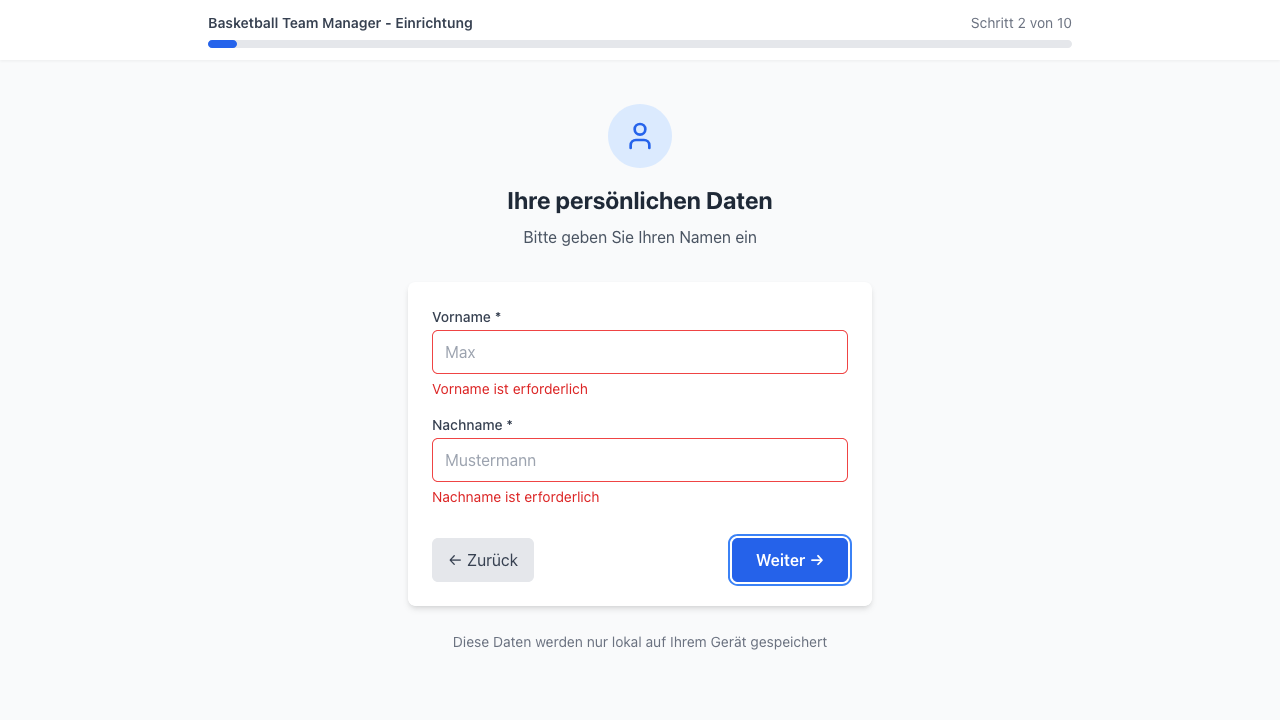 Basketball Team Manager - Einrichtung
Schritt 2 von 10
Ihre persönlichen Daten
Bitte geben Sie Ihren Namen ein
Vorname *
Max
Vorname ist erforderlich
Nachname *
Mustermann
Nachname ist erforderlich
← Zurück
Weiter →
Diese Daten werden nur lokal auf Ihrem Gerät gespeichert